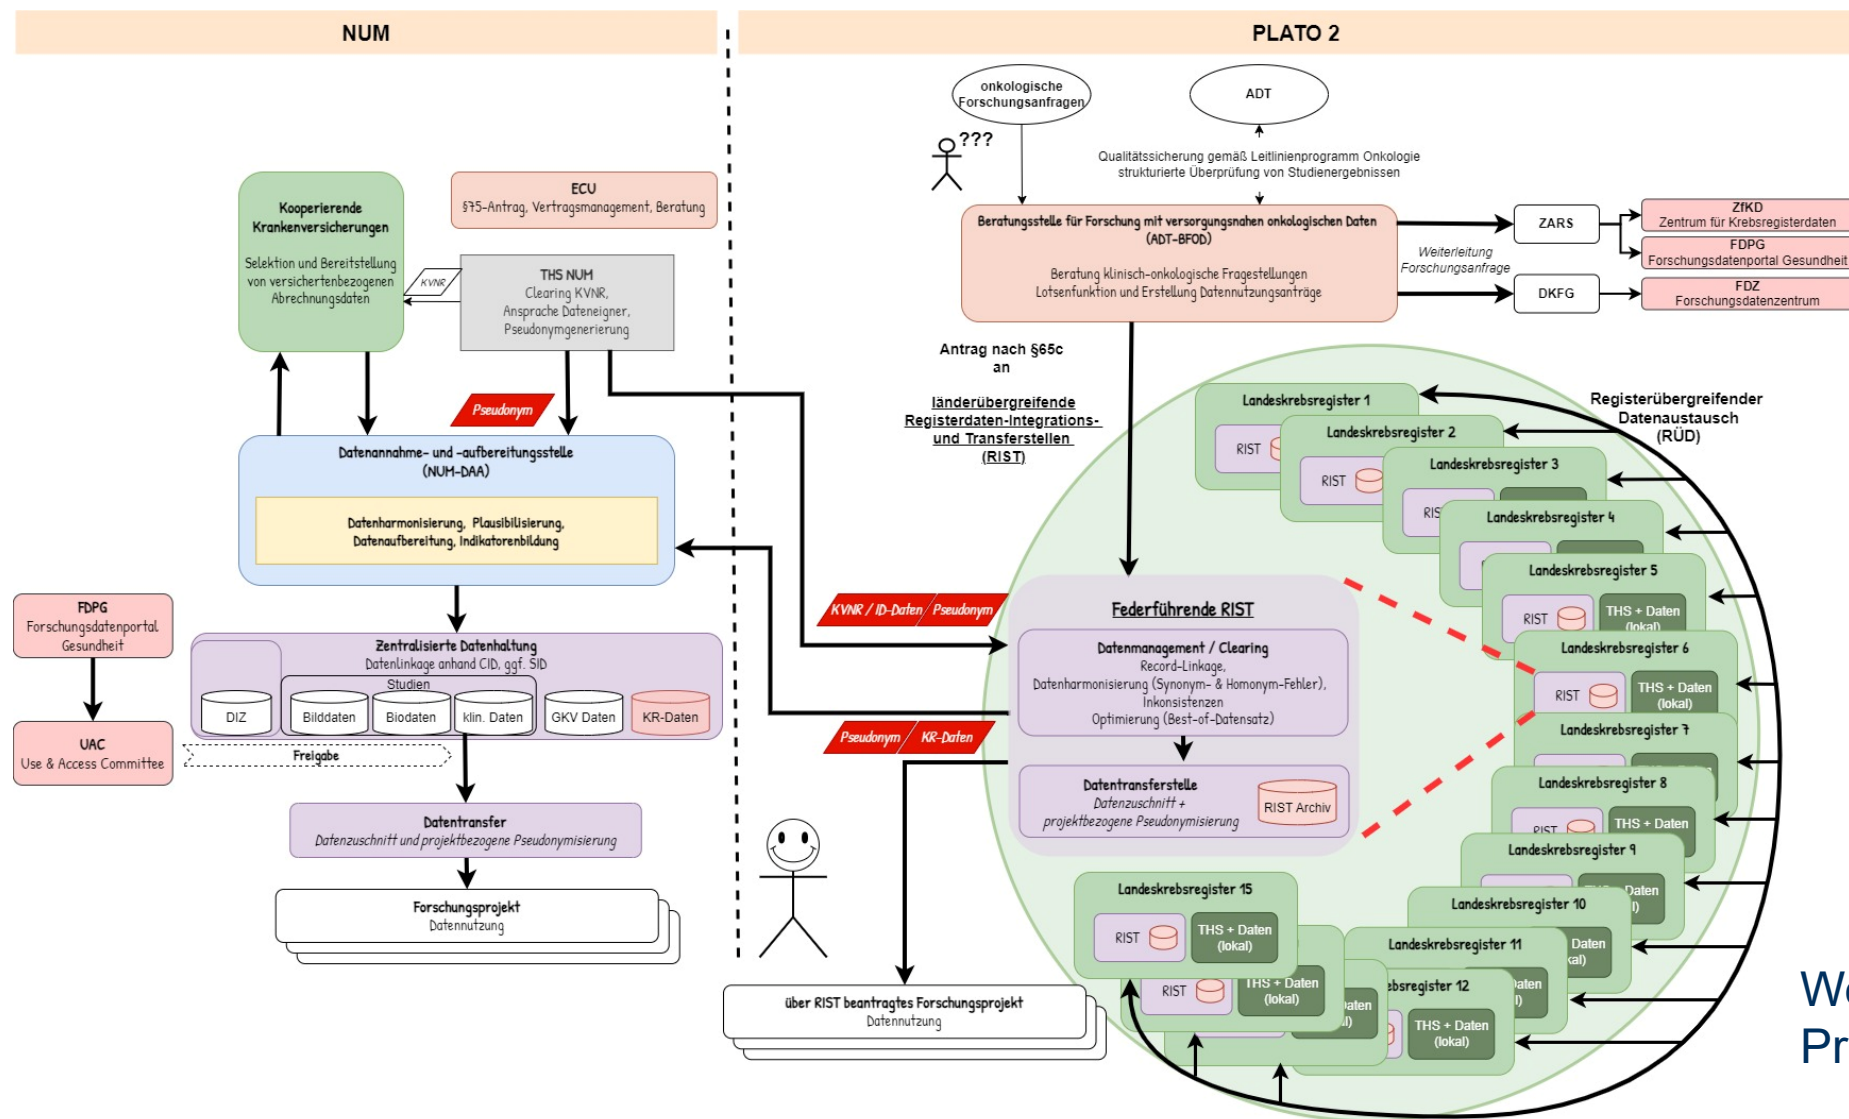 NUM
PLATO 2
onkologische
Forschungsanfragen
ADT
???
Qualitätssicherung gemäß Leitlinienprogramm Onkologie
strukturierte Überprüfung von Studienergebnissen
Kooperierende
Krankenversicherungen
Selektion und Bereitstellung
von versichertenbezogenen
Abrechnungsdaten
ECU
§75-Antrag, Vertragsmanagement, Beratung
KVNR
THS NUM
Clearing KVNR,
Ansprache Dateneigner,
Pseudonymgenerierung
Beratungsstelle für Forschung mit versorgungsnahen onkologischen Daten
(ADT-BFOD)
Beratung klinisch-onkologische Fragestellungen
Lotsenfunktion und Erstellung Datennutzungsanträge
Weiterleitung
Forschungsanfrage
ZARS
DKFG
ZfKD
Zentrum für Krebsregisterdaten
FDPG
Forschungsdatenportal Gesundheit
FDZ
Forschungsdatenzentrum
Pseudonym
Datenannahme- und -aufbereitungsstelle
(NUM-DAA)
Datenharmonisierung, Plausibilisierung,
Datenaufbereitung, Indikatorenbildung
Antrag nach §65c
an
länderübergreifende
Registerdaten-Integrations-
und Transferstellen
(RIST)
Registerübergreifender
Datenaustausch
(RÜD)
Landeskrebsregister 1
RIST
Landeskrebsregister 2
RIST
Landeskrebsregister 3
RIS
Landeskrebsregister 4
Landeskrebsregister 5
RIST
THS + Daten
(lokal)
Landeskrebsregister 6
RIST
THS + Daten
(lokal)
Landeskrebsregister 7
Landeskrebsregister 8
RIST
THS + Daten
Landeskrebsregister 9
Daten
Landeskrebsregister 10
Daten
kal)
Landeskrebsregister 11
ebsregister 12
THS + Daten
(lokal)
Landeskrebsregister 15
RIST
THS + Daten
(lokal)
RIST
THS + Daten
(lokal)
FDPG
Forschungsdatenportal
Gesundheit
UAC
Use & Access Committee
Zentralisierte Datenhaltung
Datenlinkage anhand CID, ggf. SID
Studien
DIZ
Bilddaten
Biodaten
klin. Daten
GKV Daten
KR-Daten
Freigabe
Datentransfer
Datenzuschnitt und projektbezogene Pseudonymisierung
Forschungsprojekt
Datennutzung
KVNR / ID-Daten
Pseudonym
Pseudonym
KR-Daten
Federführende RIST
Datenmanagement / Clearing
Record-Linkage,
Datenharmonisierung (Synonym- & Homonym-Fehler),
Inkonsistenzen
Optimierung (Best-of-Datensatz)
Datentransferstelle
Datenzuschnitt +
projektbezogene Pseudonymisierung
RIST Archiv
über RIST beantragtes Forschungsprojekt
Datennutzung
Pr